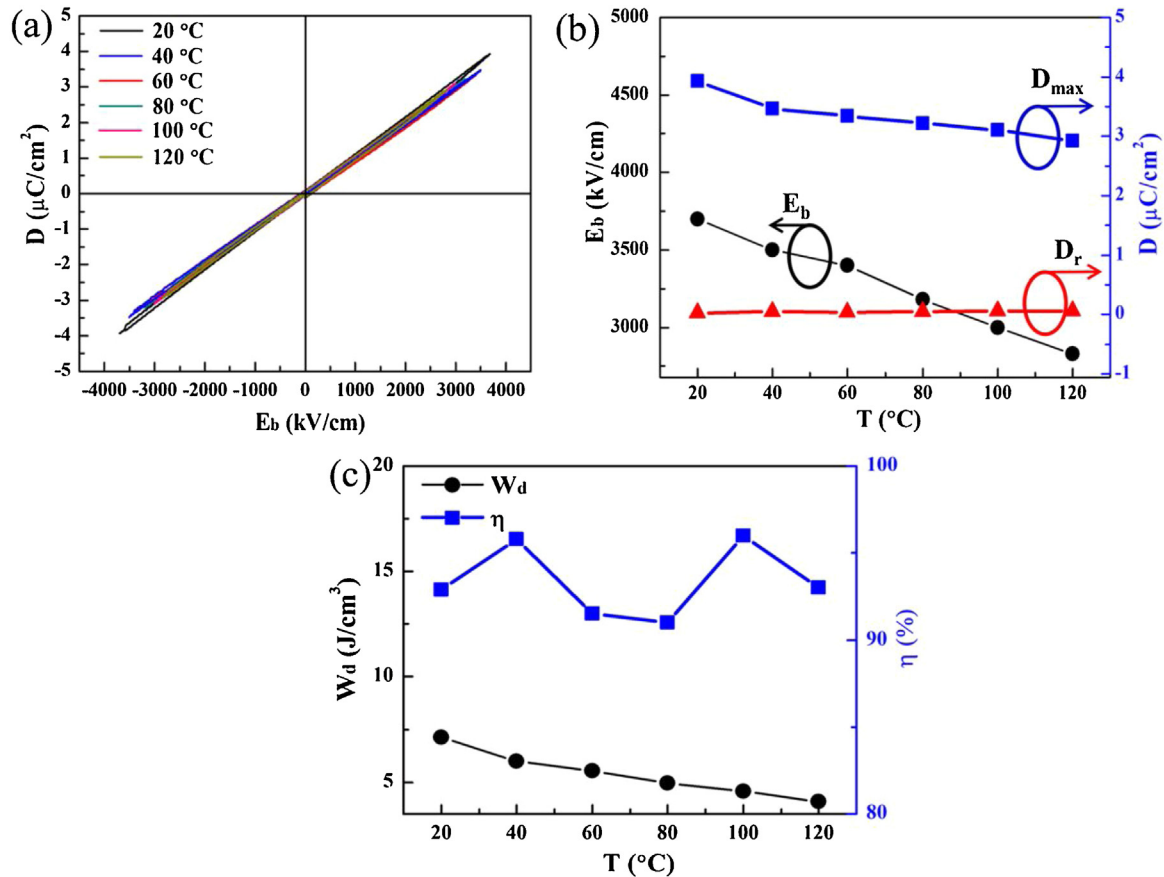 (a)
5
4
3
2
1
0
-1
-2
-3
-4
-5
D (μC/cm²)
20 °C
40 °C
60 °C
80 °C
100 °C
120 °C
-4000 -3000 -2000 -1000 0 1000 2000 3000 4000
Eb (kV/cm)
(b)
5000
4500
4000
3500
3000
Eb (kV/cm)
Dmax
Eb
Dr
5
4
3
2
1
0
-1
D (μC/cm²)
20 40 60 80 100 120
T (°C)
(c)
20
15
10
5
Wd (J/cm³)
Wd
η
100
90
80
η (%)
20 40 60 80 100 120
T (°C)